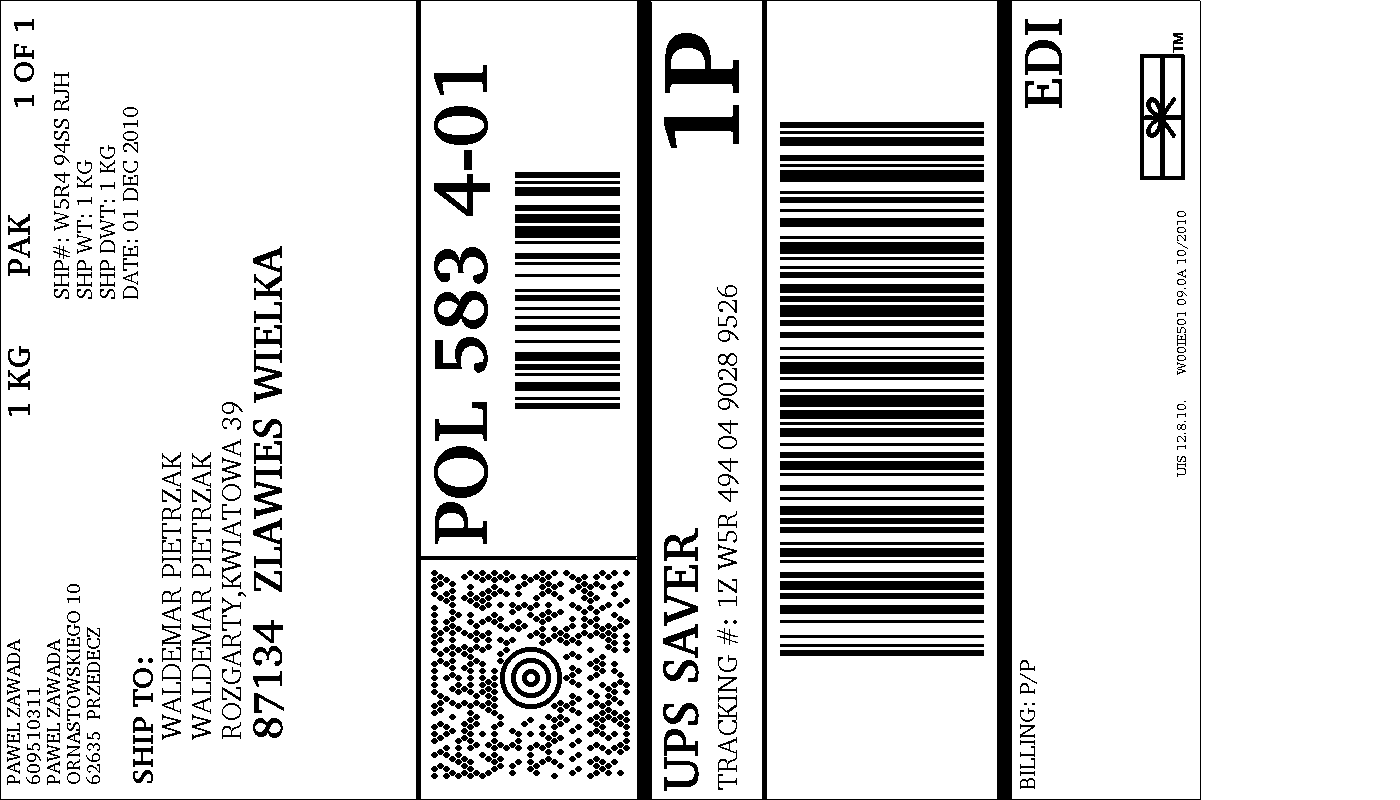 PAWEL ZAWADA
609510311
PAWEL ZAWADA
ORNASTOWSKIEGO 10
62635 PRZEDECZ
1 KG PAK 1 OF 1
SHP#: W5R4 94SS RJH
SHP WT: 1 KG
SHP DWT: 1 KG
DATE: 01 DEC 2010
SHIP TO:
WALDEMAR PIETRZAK
WALDEMAR PIETRZAK
ROZGARTY,KWIATOWA 39
87134 ZLAWIES WIELKA
POL 583 4-01
UPS SAVER
1P
TRACKING #: 1Z W5R 494 04 9028 9526
BILLING: P/P
EDI
TM
UIS 12.8.10. W00IE501 09.0A 10/2010